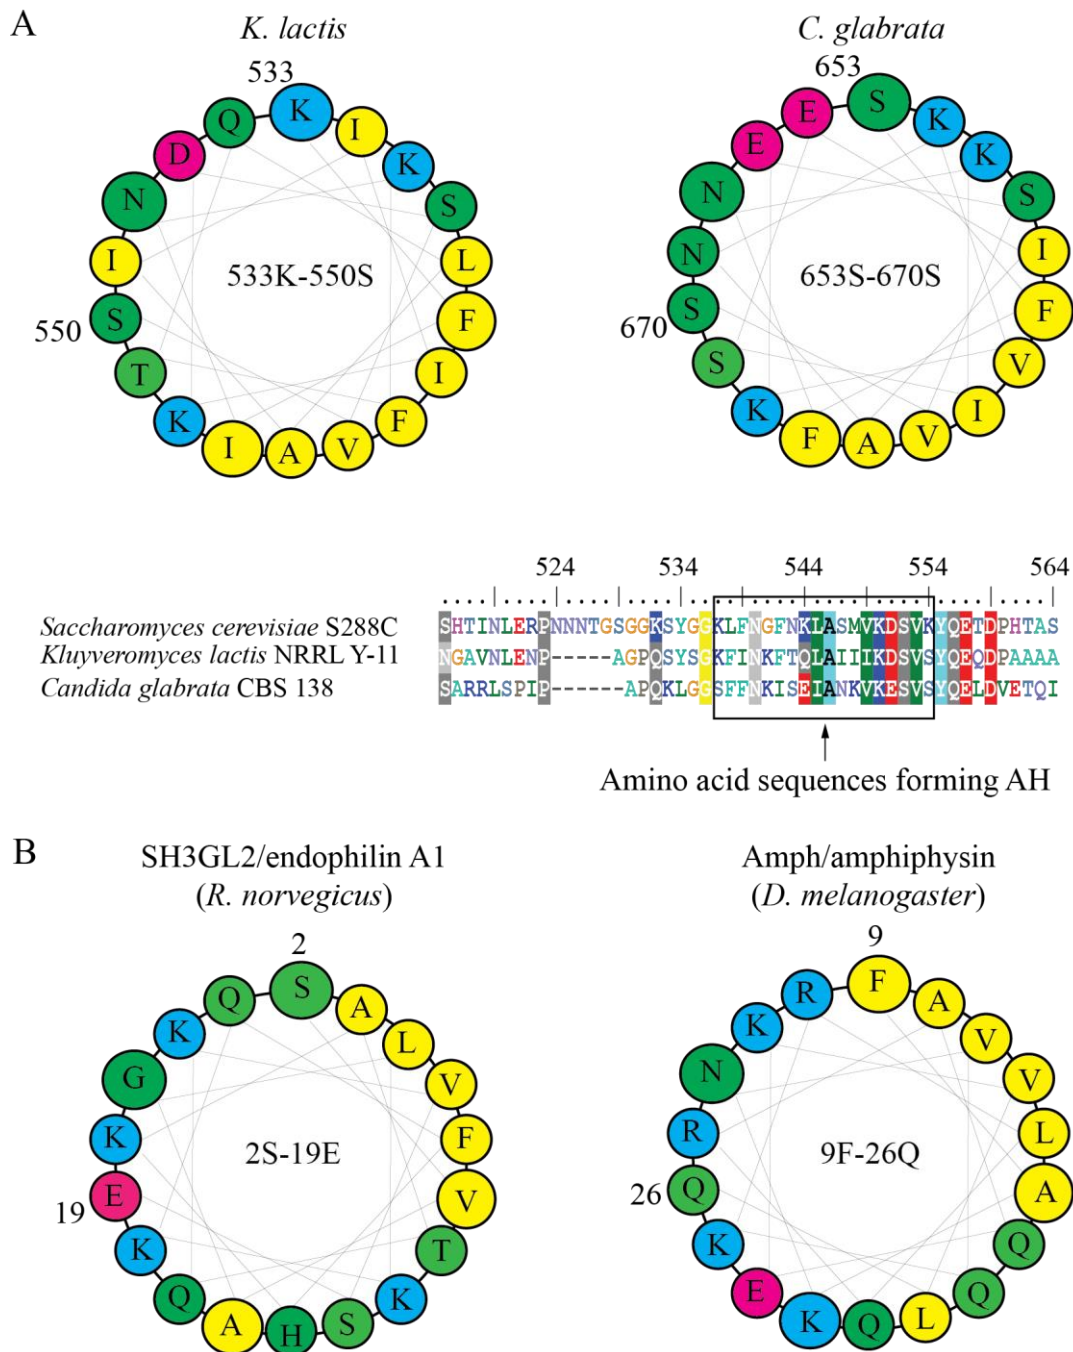 A
K. lactis
C. glabrata
533
K I K S L F I F V A I K T S I N D Q
533K-550S
550
653
S K K S I F V I V A F K S S N N E E
653S-670S
670
524 534 544 554 564
Saccharomyces cerevisiae S288C SHTINLERPNNNTGSGGKSYGGKLFNGFNKLASMVKDSVKYQETDPHTAS
Kluyveromyces lactis NRRL Y-11 NGAVNLENP-----AGPQSYSGKFINKFTQLAIIIKDSVSYQEQDPAAAA
Candida glabrata CBS 138 SARRLSPIP------APQKLGGSFFNKISEIANKVKESVSYQELDVETQI
Amino acid sequences forming AH
B
SH3GL2/endophilin A1
(R. norvegicus)
Amph/amphiphysin
(D. melanogaster)
2
S A L V F V T K S H A Q K E K G K Q
2S-19E
19
9
F A V V L A Q Q L Q K E K Q R N K R
9F-26Q
26